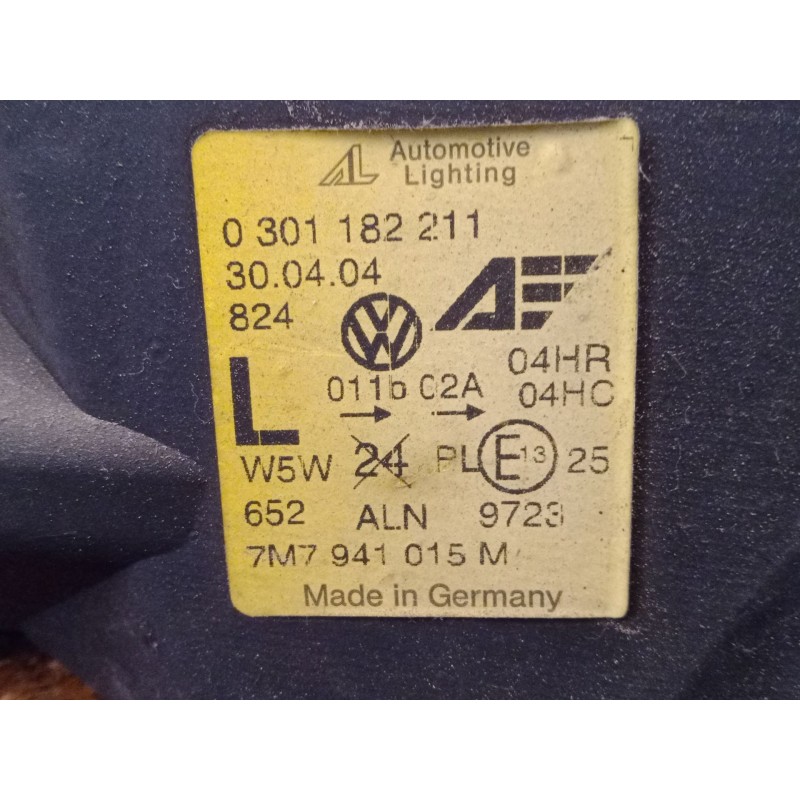 AL Automotive
Lighting
0 301 182 211
30.04.04
824
04HR
L 011b 02A 04HC
W5W 24 PL E13 25
652 ALN 9723
7M7 941 015 M
Made in Germany